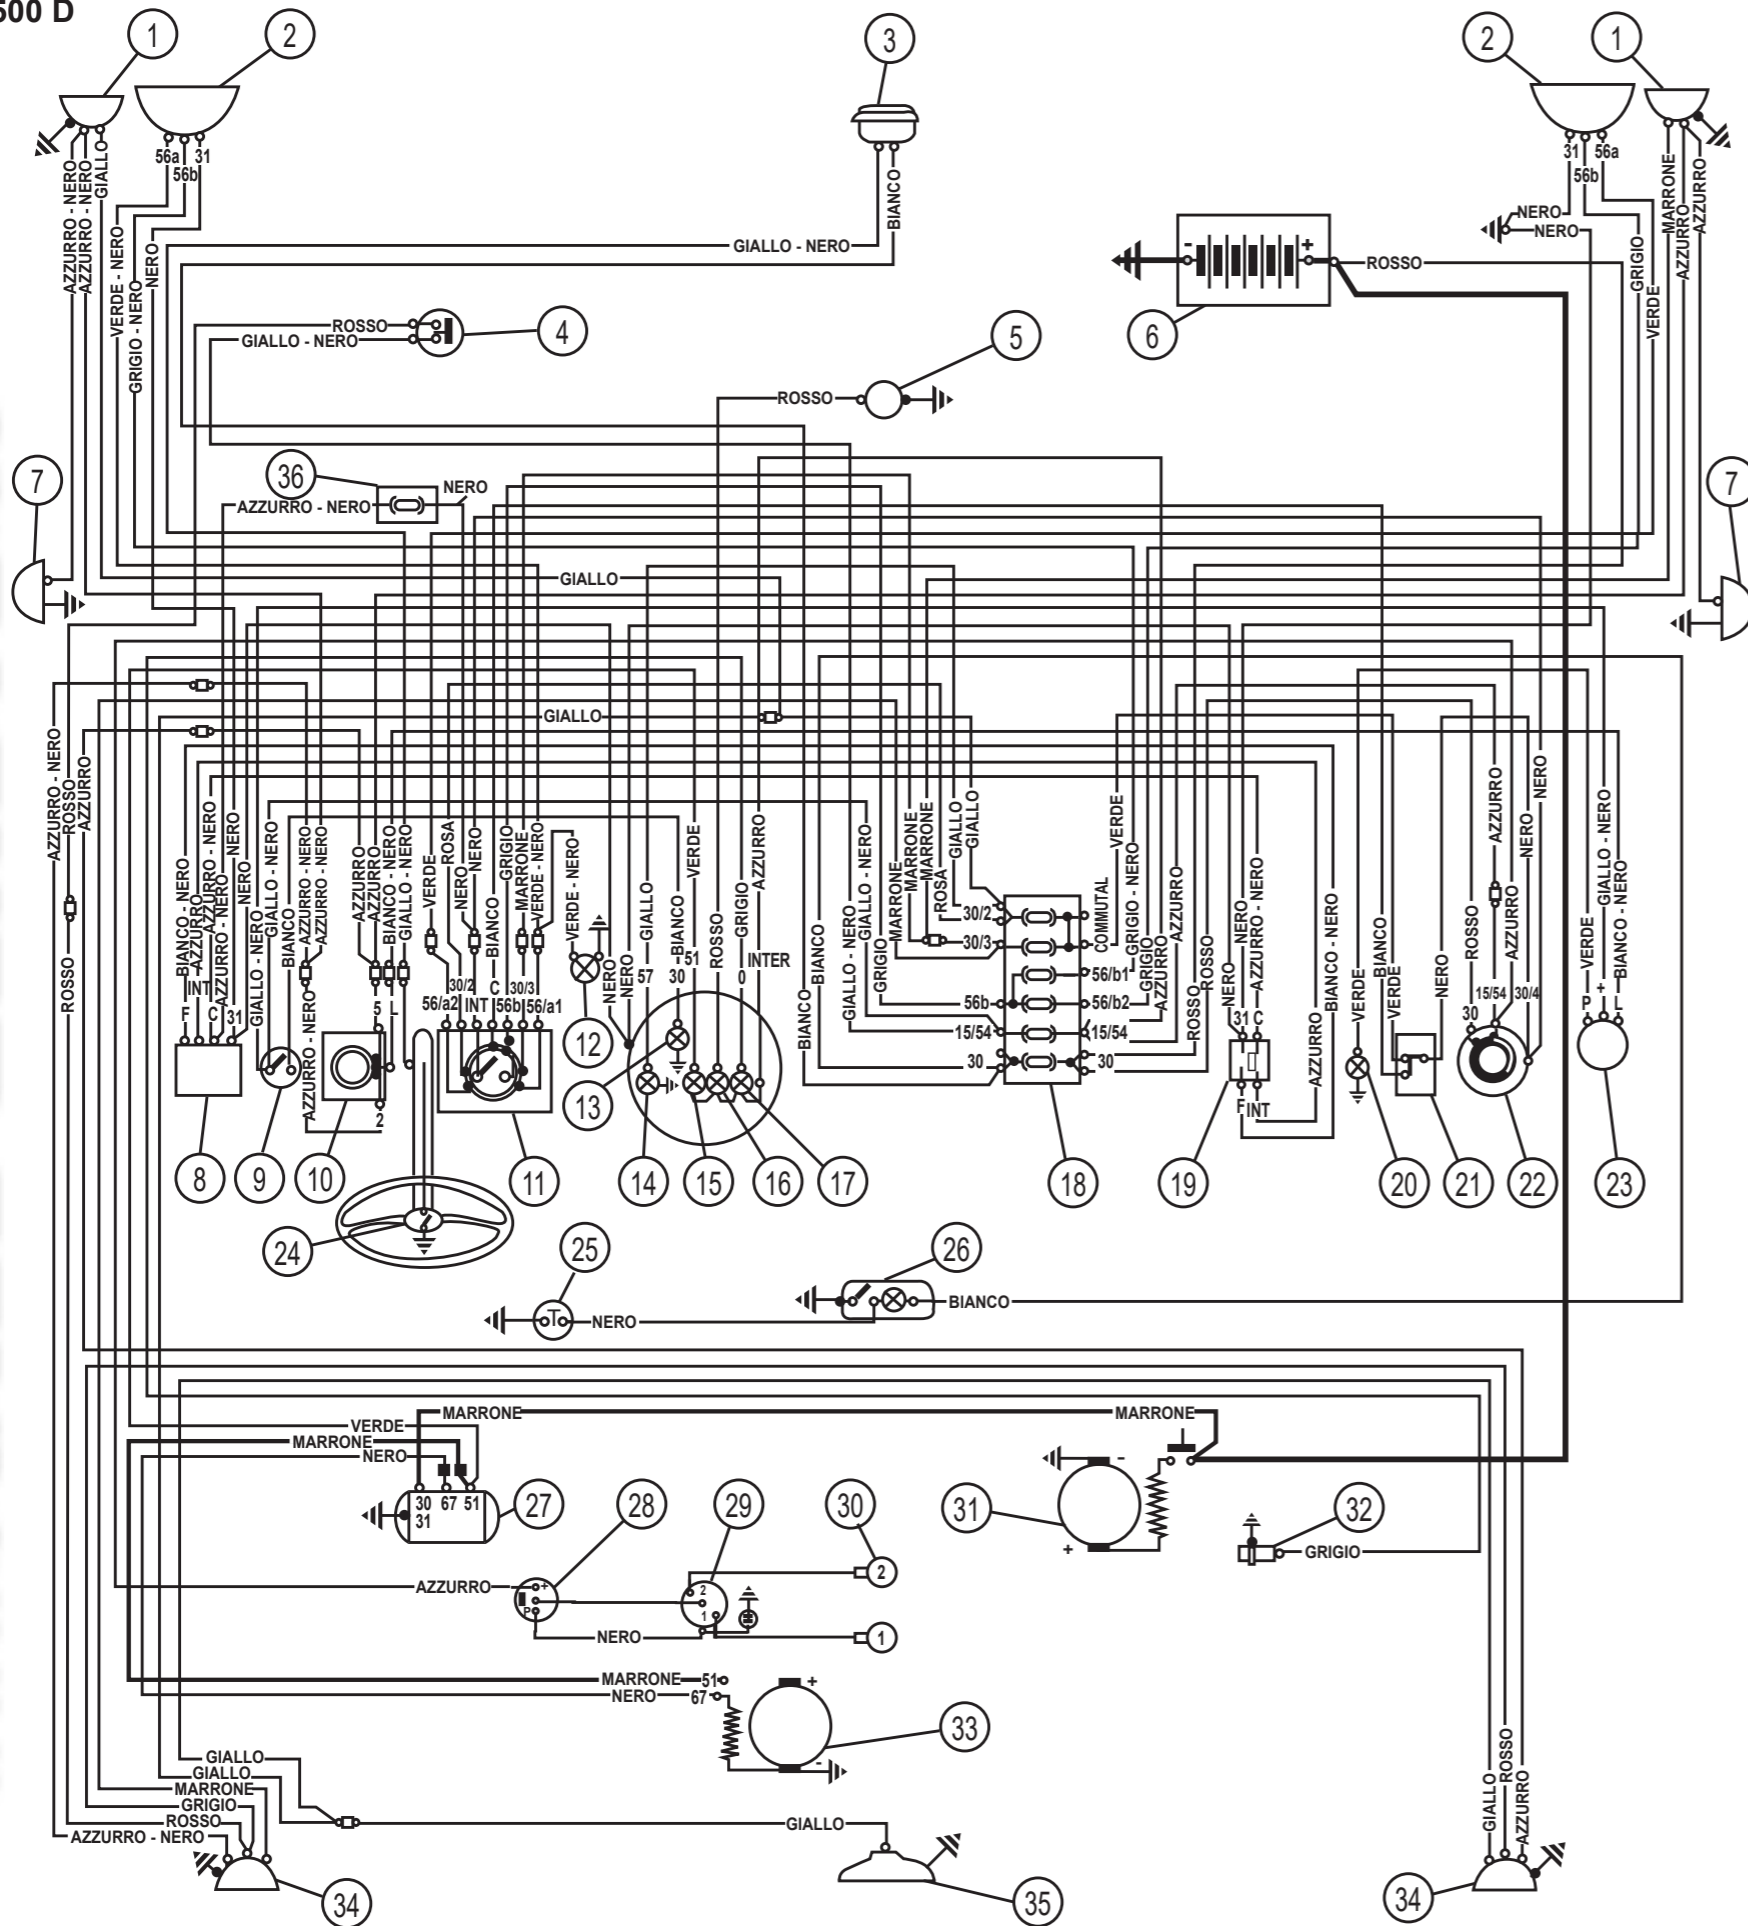 500 D
1
2
3
2
1
56a
31
56b
31
56a
56b
AZZURRO - NERO
AZZURRO - NERO
GIALLO
VERDE - NERO
GRIGIO - NERO
NERO
GIALLO - NERO
BIANCO
NERO
NERO
MARRONE
AZZURRO
AZZURRO
GRIGIO
VERDE
-
+
ROSSO
ROSSO
GIALLO - NERO
4
5
6
ROSSO
7
36
NERO
AZZURRO - NERO
7
GIALLO
GIALLO
AZZURRO - NERO
ROSSO
AZZURRO
ROSSO
BIANCO - NERO
AZZURRO
AZZURRO - NERO
AZZURRO - NERO
NERO
NERO
GIALLO - NERO
GIALLO - NERO
BIANCO
AZZURRO - NERO
AZZURRO - NERO
AZZURRO - NERO
AZZURRO
AZZURRO
BIANCO - NERO
GIALLO - NERO
VERDE
ROSA
NERO
NERO
BIANCO
GRIGIO
MARRONE
VERDE - NERO
VERDE - NERO
NERO
NERO
GIALLO
BIANCO
VERDE
ROSSO
GRIGIO
AZZURRO
BIANCO
BIANCO
GIALLO - NERO
GIALLO - NERO
GRIGIO
MARRONE
MARRONE
MARRONE
ROSA
GIALLO
GIALLO
COMMUTAL
VERDE
GRIGIO - NERO
GRIGIO
AZZURRO
AZZURRO
ROSSO
ROSSO
NERO
NERO
AZZURRO - NERO
AZZURRO
BIANCO - NERO
VERDE
BIANCO
VERDE
NERO
ROSSO
AZZURRO
AZZURRO
NERO
NERO
VERDE
GIALLO - NERO
BIANCO - NERO
F
INT
C
31
5
L
2
56/a2
30/2
INT
C
56b
30/3
56/a1
57
30
51
0
INTER
30/2
30/3
56b
15/54
30
56/b1
56/b2
15/54
30
31
C
F
INT
30
15/54
30/4
P
+
L
12
13
8
9
10
11
14
15
16
17
18
19
20
21
22
23
24
25
26
T
NERO
BIANCO
MARRONE
MARRONE
VERDE
MARRONE
NERO
30
67
51
31
27
28
29
30
31
32
-
+
GRIGIO
AZZURRO
+
P
2
1
2
NERO
1
MARRONE
51
NERO
67
+
-
33
GIALLO
GIALLO
MARRONE
GRIGIO
ROSSO
AZZURRO - NERO
GIALLO
GIALLO
ROSSO
AZZURRO
34
35
34